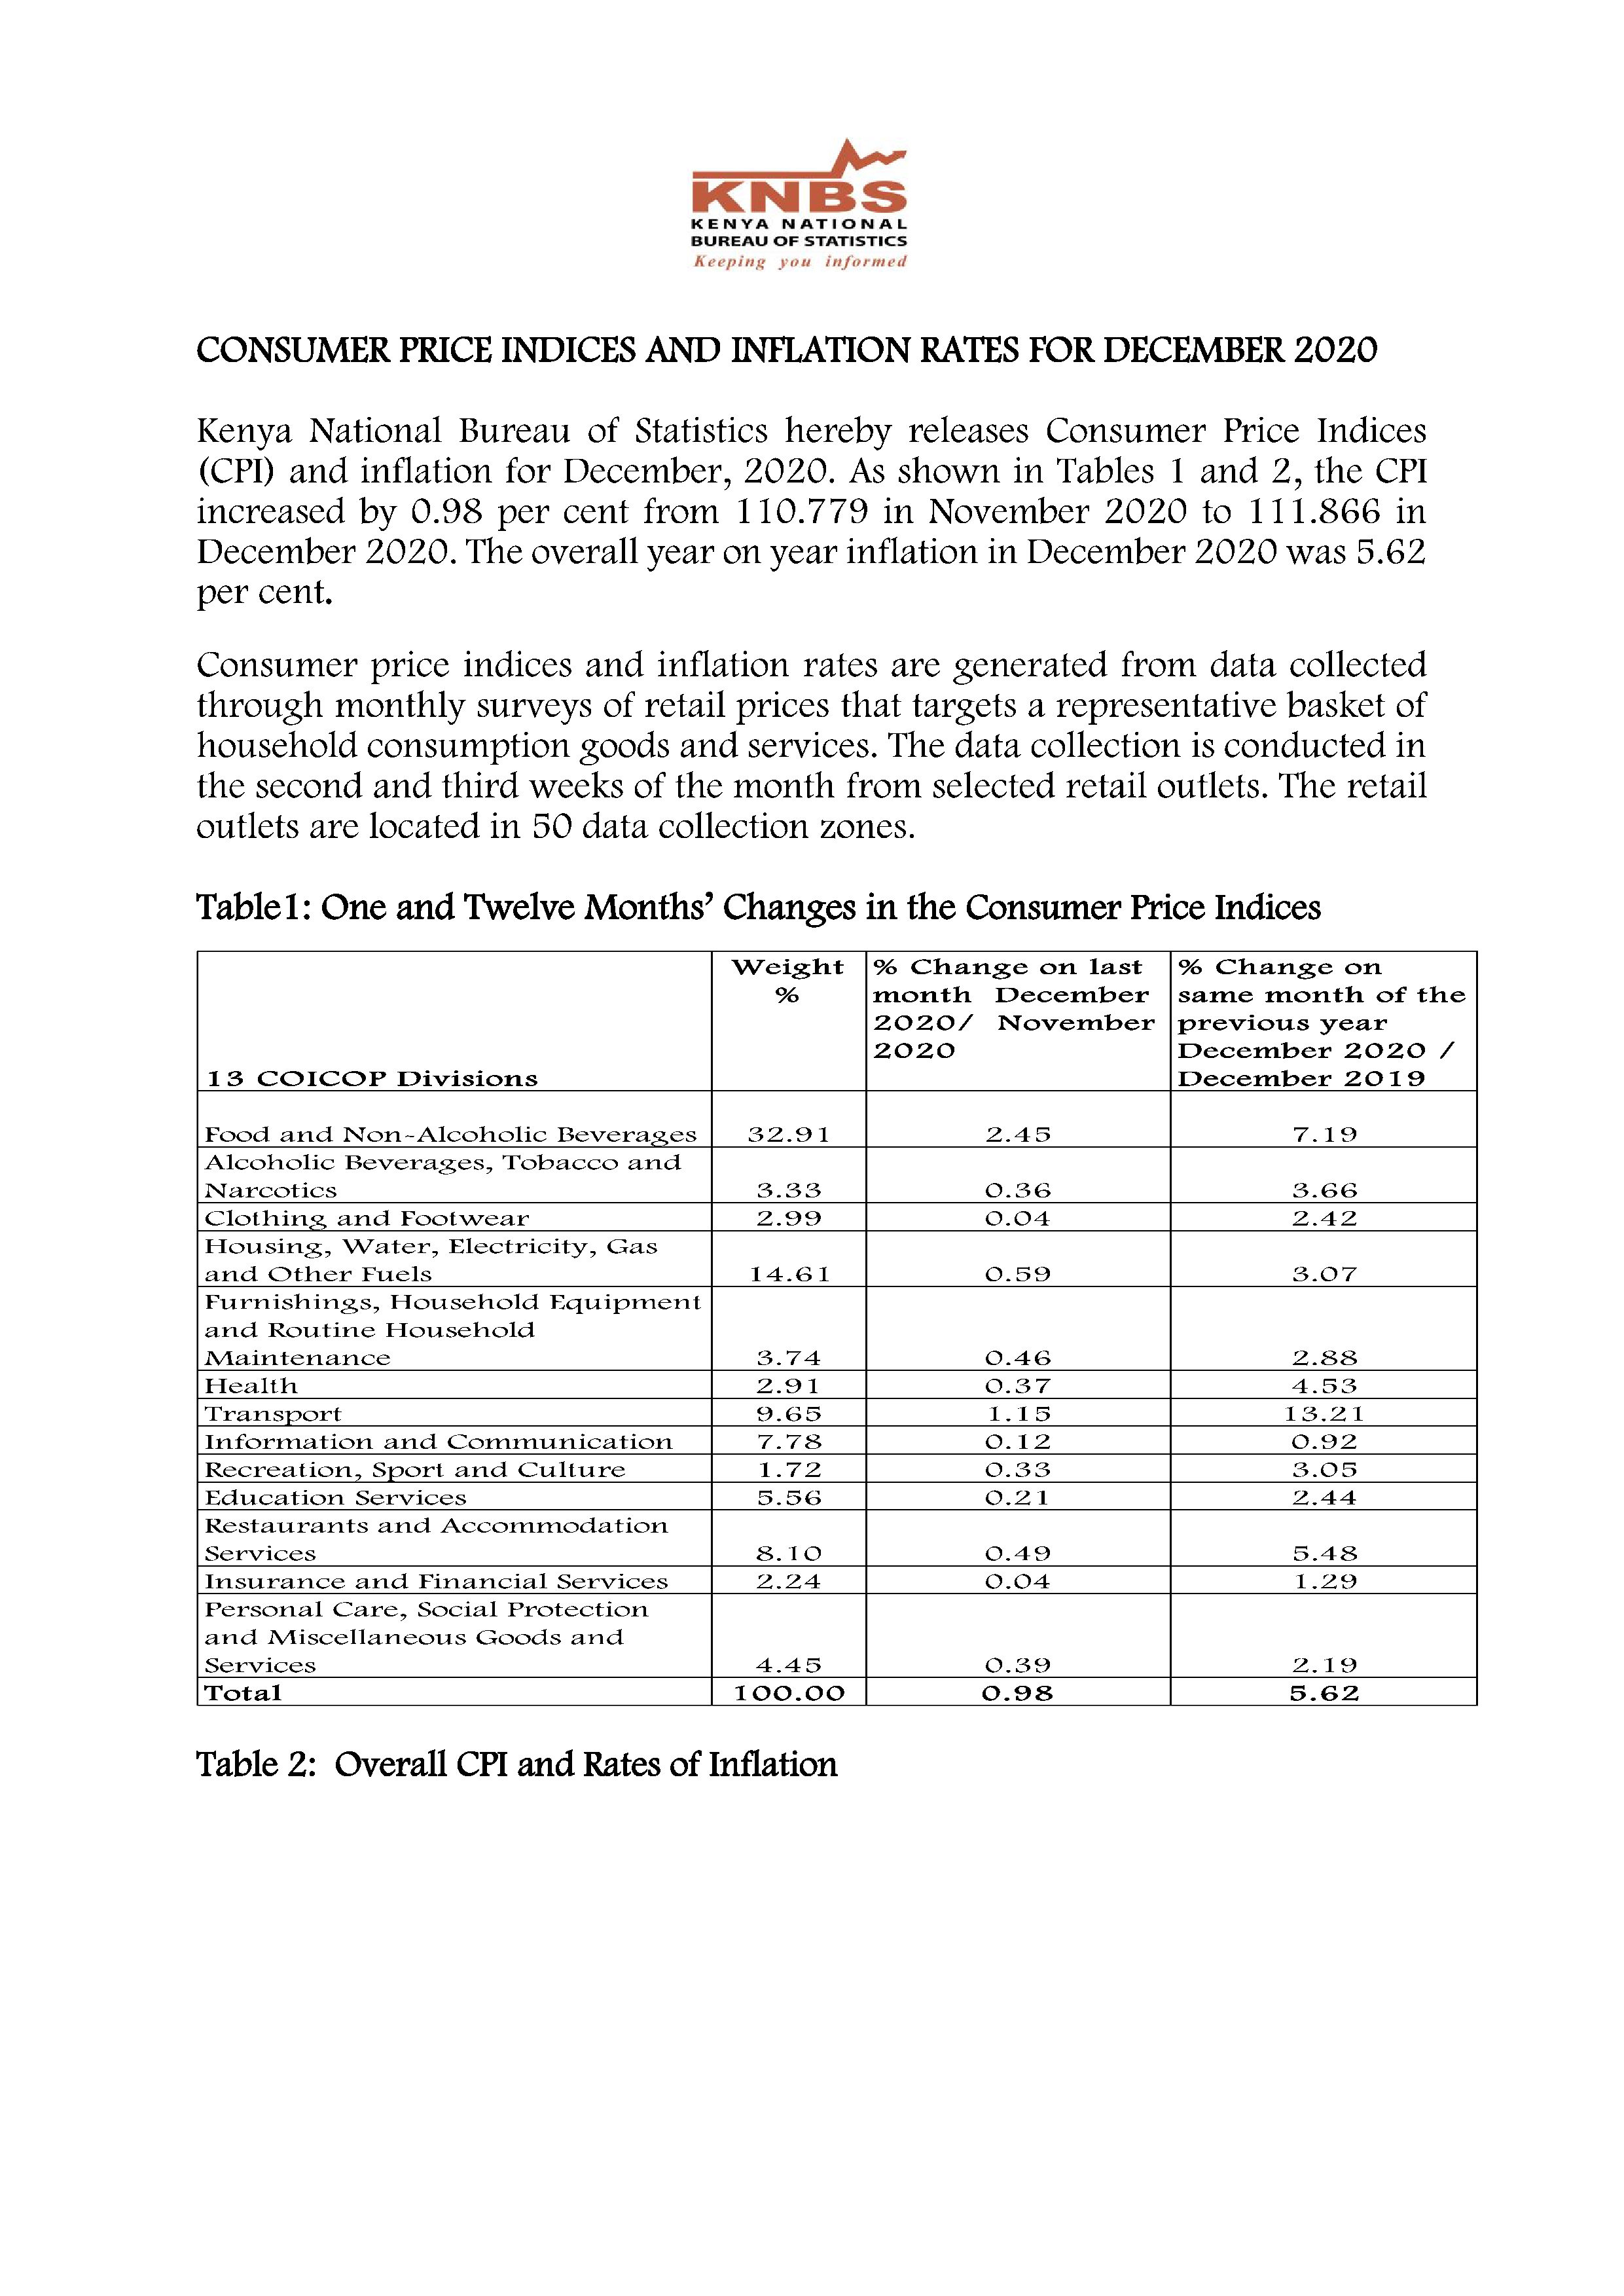 KNBS
KENYA NATIONAL
BUREAU OF STATISTICS
Keeping you informed
CONSUMER PRICE INDICES AND INFLATION RATES FOR DECEMBER 2020
Kenya National Bureau of Statistics hereby releases Consumer Price Indices
(CPI) and inflation for December, 2020. As shown in Tables 1 and 2, the CPI
increased by 0.98 per cent from 110.779 in November 2020 to 111.866 in
December 2020. The overall year on year inflation in December 2020 was 5.62
per cent.
Consumer price indices and inflation rates are generated from data collected
through monthly surveys of retail prices that targets a representative basket of
household consumption goods and services. The data collection is conducted in
the second and third weeks of the month from selected retail outlets. The retail
outlets are located in 50 data collection zones.
Table1: One and Twelve Months’ Changes in the Consumer Price Indices
Weight % Change on last % Change on
% month December same month of the
2020/ November previous year
2020 December 2020 /
13 COICOP Divisions December 2019
Food and Non-Alcoholic Beverages 32.91 2.45 7.19
Alcoholic Beverages, Tobacco and
Narcotics 3.33 0.36 3.66
Clothing and Footwear 2.99 0.04 2.42
Housing, Water, Electricity, Gas
and Other Fuels 14.61 0.59 3.07
Furnishings, Household Equipment
and Routine Household
Maintenance 3.74 0.46 2.88
Health 2.91 0.37 4.53
Transport 9.65 1.15 13.21
Information and Communication 7.78 0.12 0.92
Recreation, Sport and Culture 1.72 0.33 3.05
Education Services 5.56 0.21 2.44
Restaurants and Accommodation
Services 8.10 0.49 5.48
Insurance and Financial Services 2.24 0.04 1.29
Personal Care, Social Protection
and Miscellaneous Goods and
Services 4.45 0.39 2.19
Total 100.00 0.98 5.62
Table 2: Overall CPI and Rates of Inflation